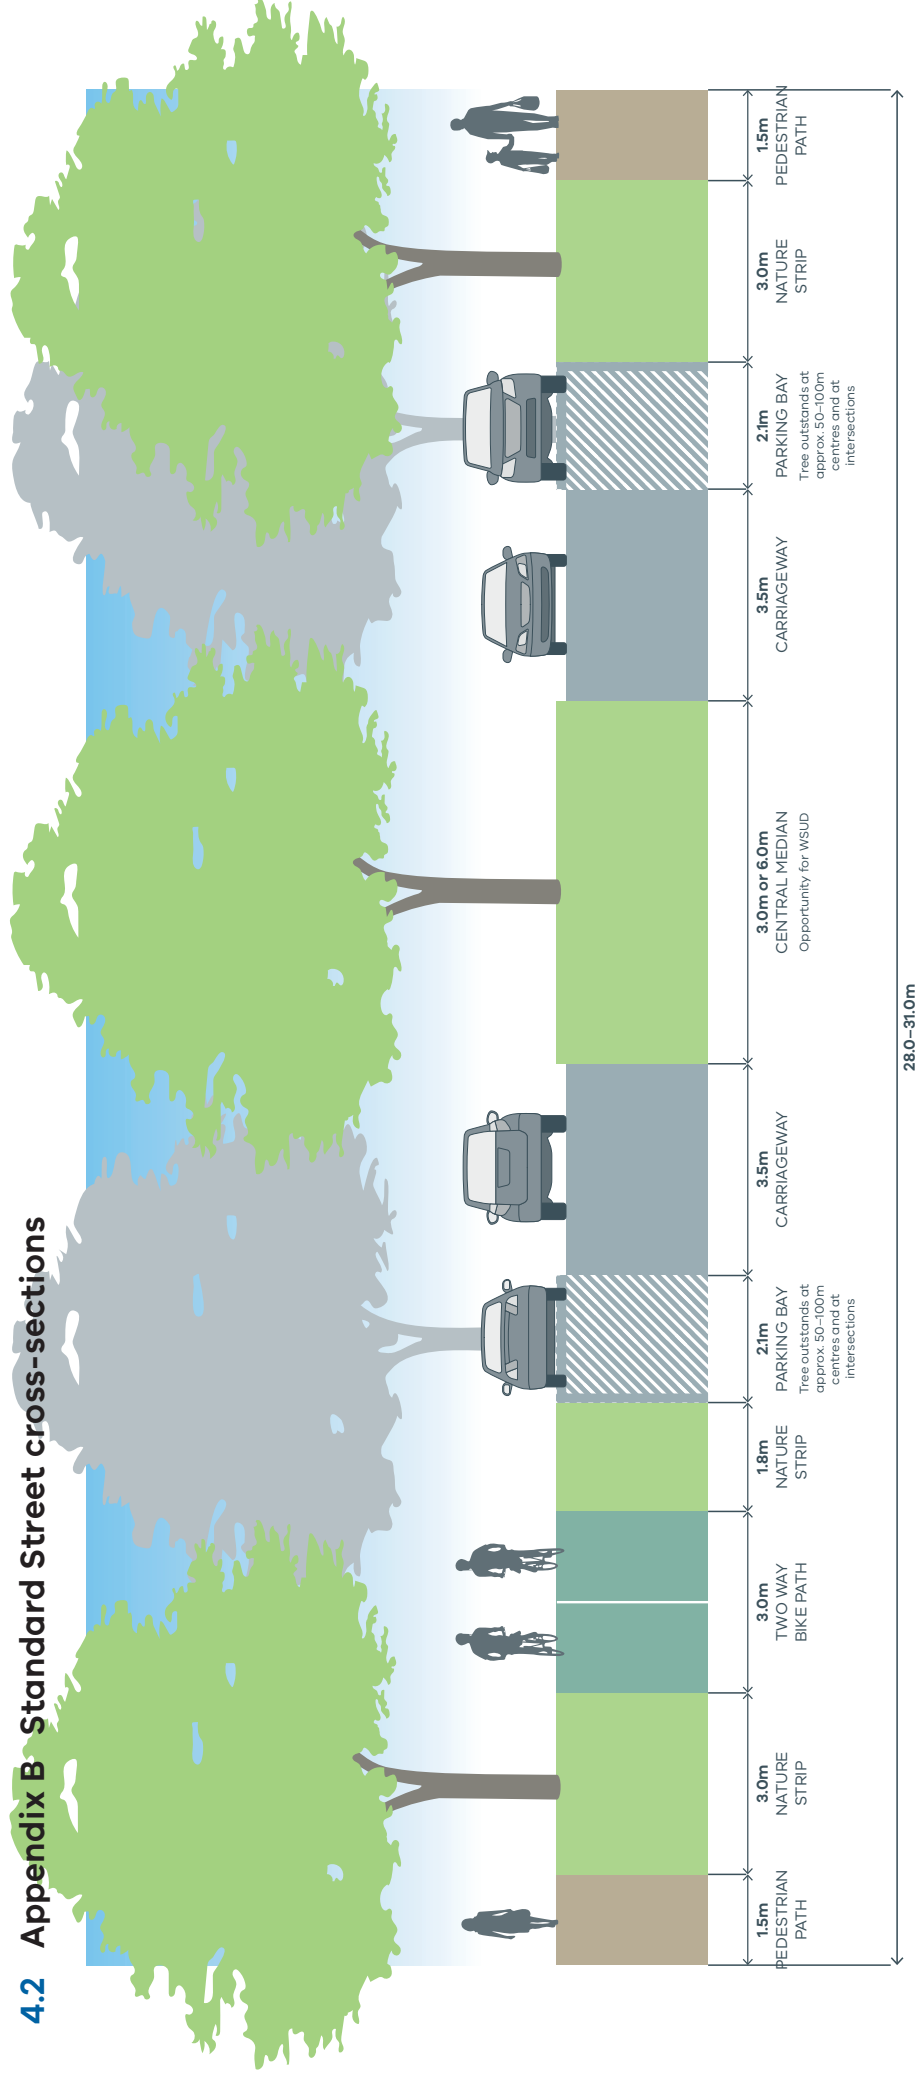 4.2 Appendix B Standard Street cross-sections
1.5m
PEDESTRIAN
PATH
3.0m
NATURE
STRIP
3.0m
TWO WAY
BIKE PATH
1.8m
NATURE
STRIP
2.1m
PARKING BAY
Tree outstands at
approx. 50–100m
centres and at
intersections
3.5m
CARRIAGEWAY
3.0m or 6.0m
CENTRAL MEDIAN
Opportunity for WSUD
3.5m
CARRIAGEWAY
2.1m
PARKING BAY
Tree outstands at
approx. 50–100m
centres and at
intersections
3.0m
NATURE
STRIP
1.5m
PEDESTRIAN
PATH
28.0–31.0m